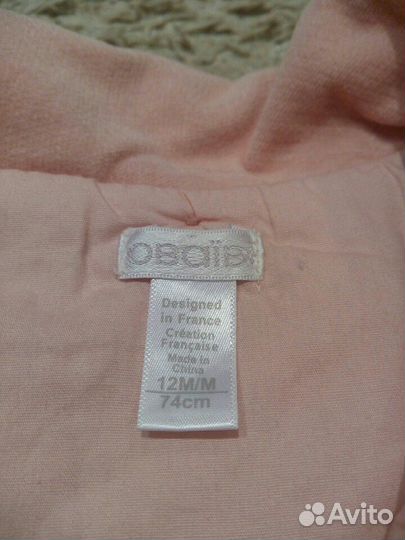 obaïbi
Designed
in France
Création
Française
Made in
China
12M/M
74cm
Avito